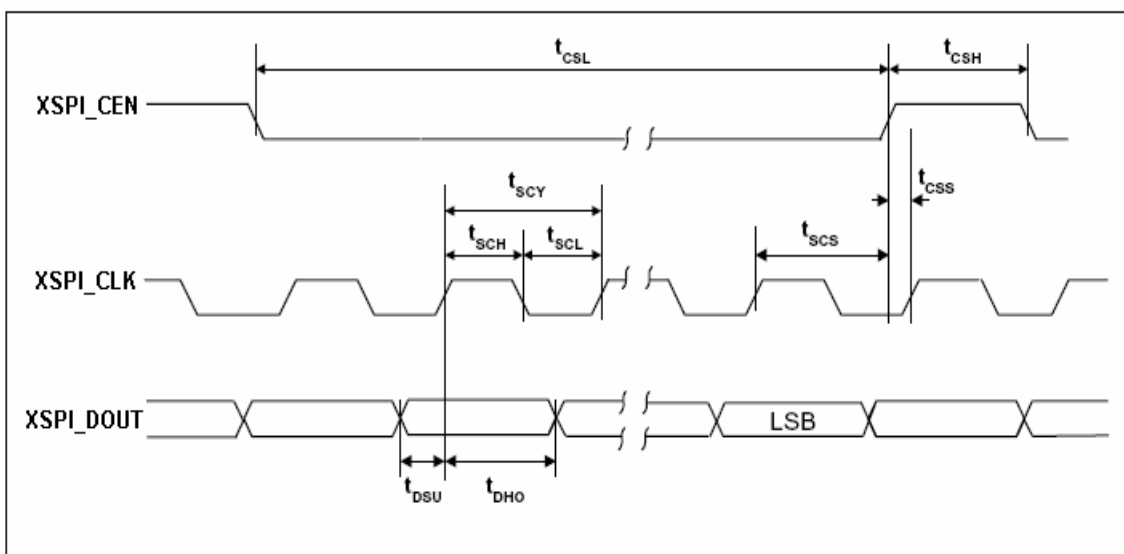 tCSL
tCSH
XSPI_CEN
tCSS
tSCY
tSCH
tSCL
tSCS
XSPI_CLK
XSPI_DOUT
LSB
tDSU
tDHO